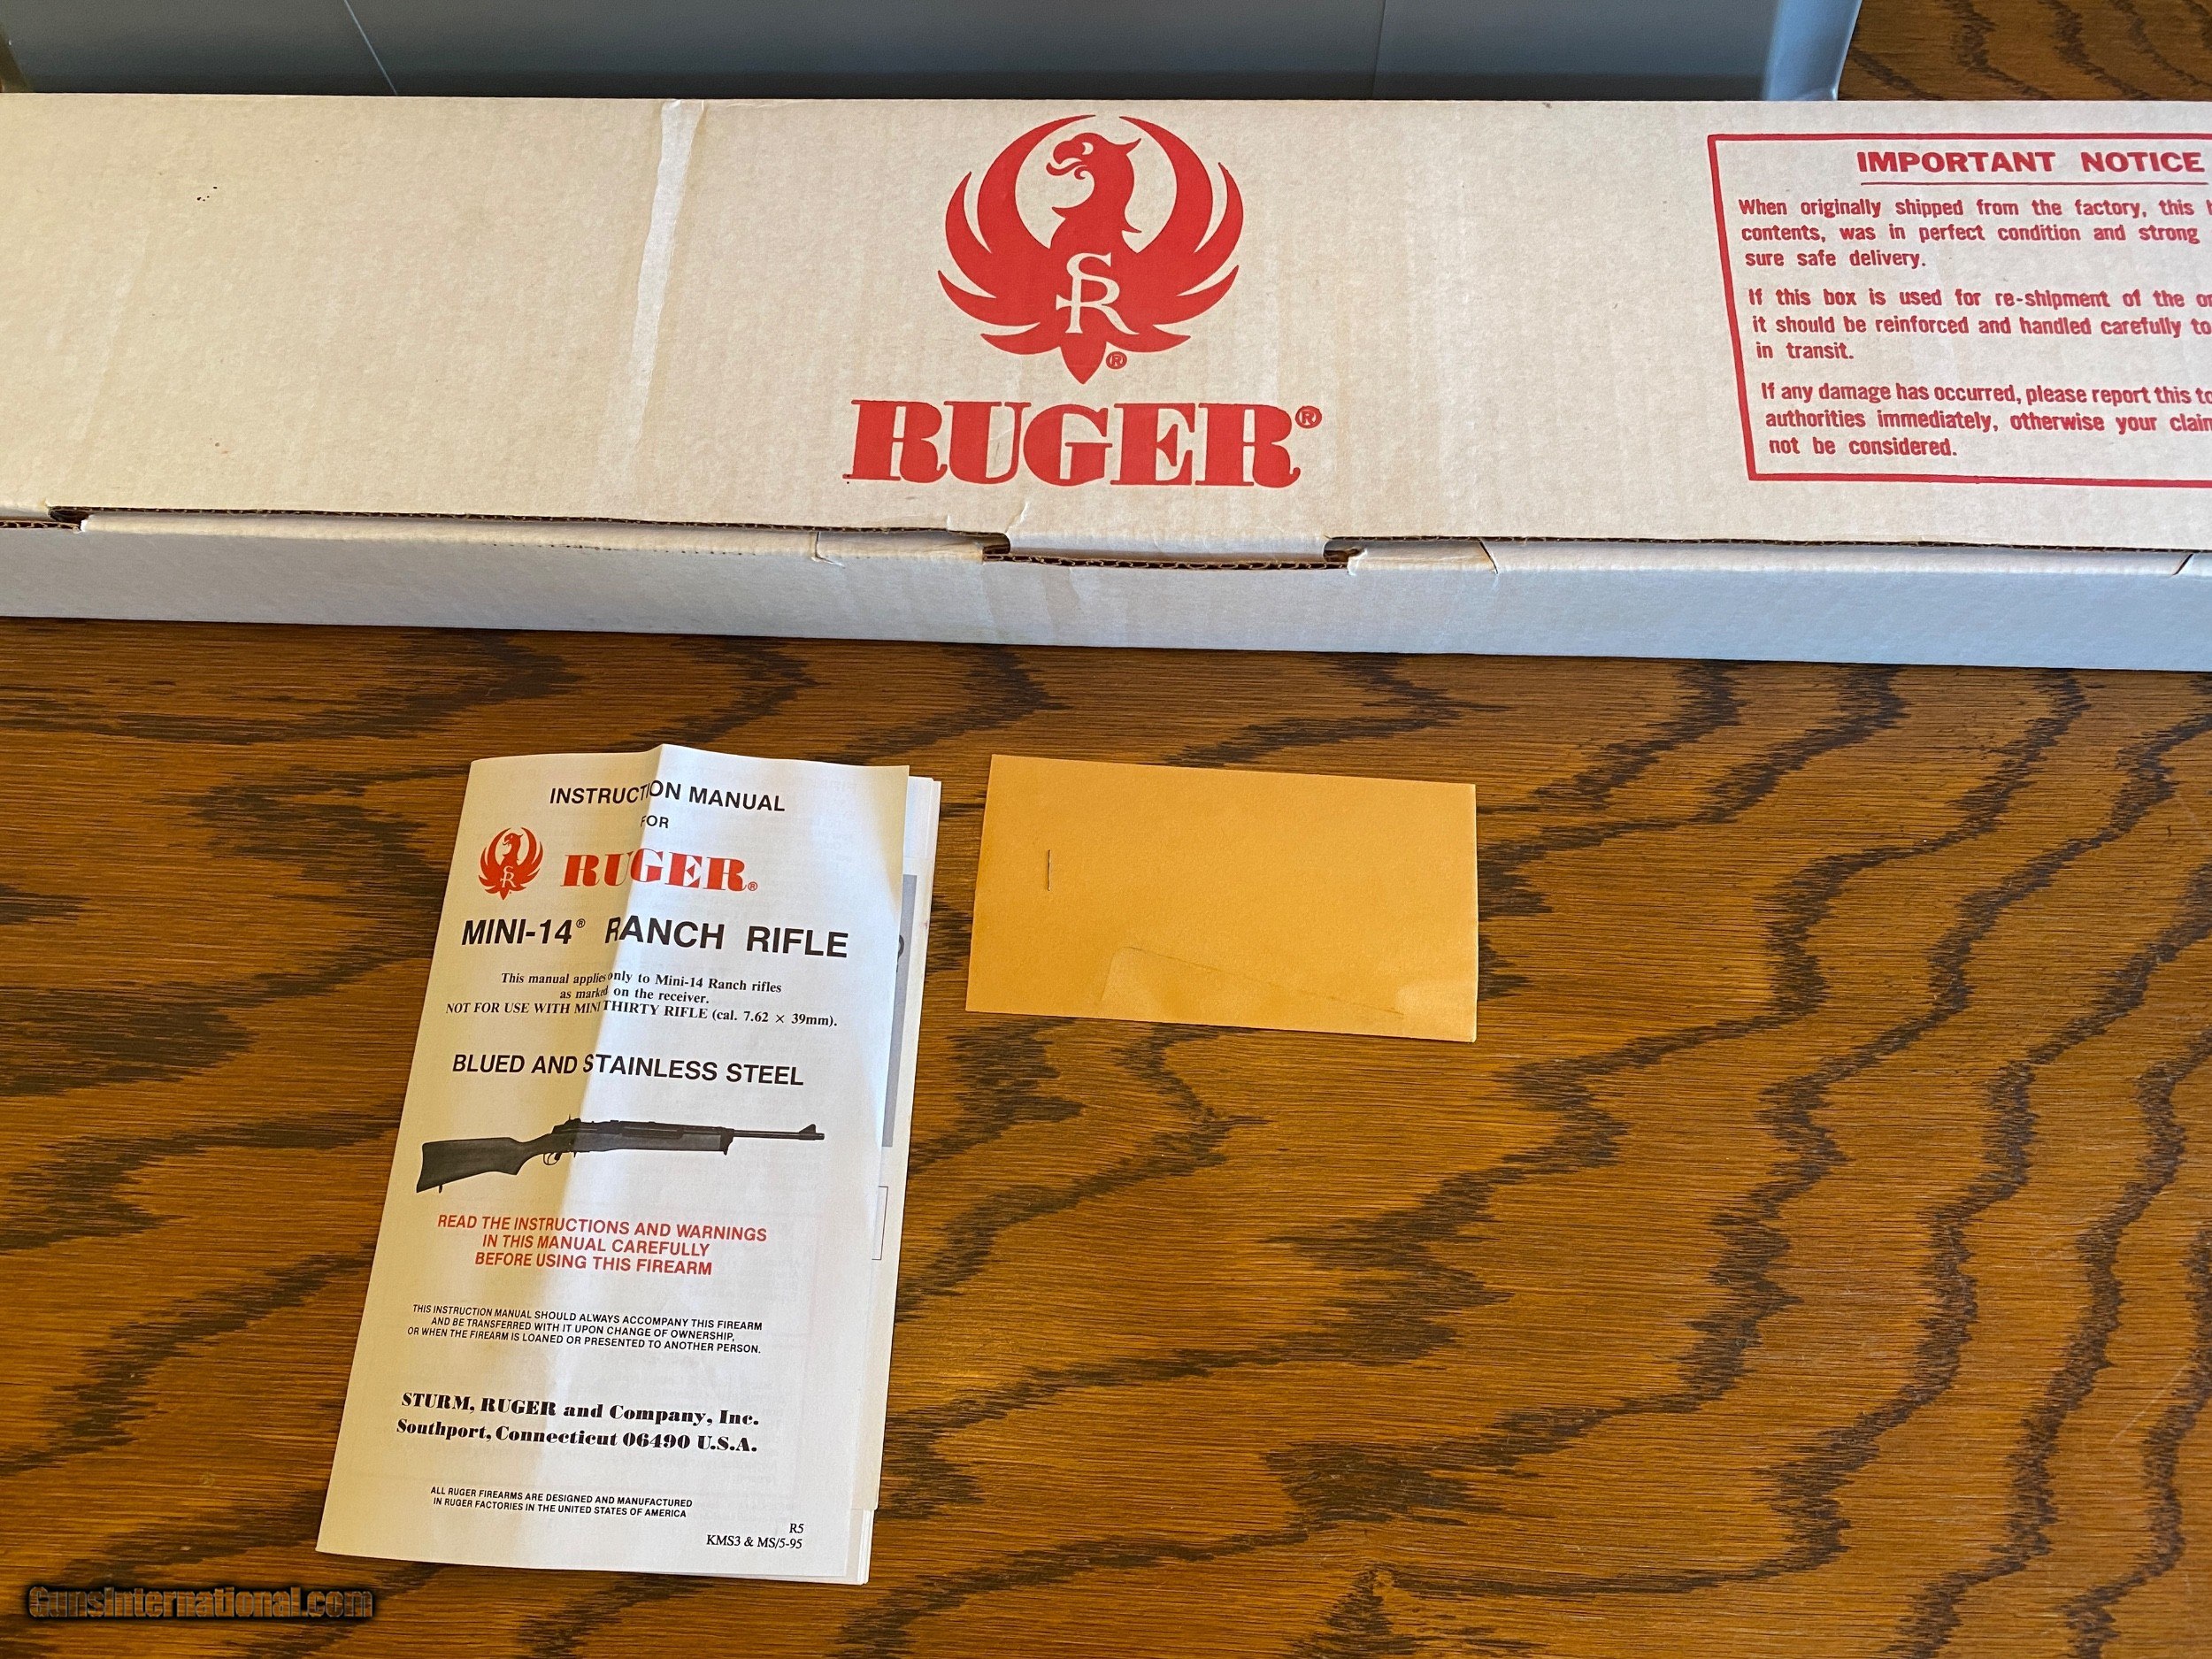 SR
®
RUGER®
IMPORTANT NOTICE
When originally shipped from the factory, this
contents, was in perfect condition and strong
sure safe delivery.
If this box is used for re-shipment of the
it should be reinforced and handled carefully to
in transit.
If any damage has occurred, please report this to
authorities immediately, otherwise your
not be considered.
INSTRUCTION MANUAL
FOR
SR
RUGER®
MINI-14® RANCH RIFLE
This manual applies only to Mini-14 Ranch rifles
as marked on the receiver.
NOT FOR USE WITH MINI THIRTY RIFLE (cal. 7.62 × 39mm).
BLUED AND STAINLESS STEEL
READ THE INSTRUCTIONS AND WARNINGS
IN THIS MANUAL CAREFULLY
BEFORE USING THIS FIREARM
THIS INSTRUCTION MANUAL SHOULD ALWAYS ACCOMPANY THIS FIREARM
AND BE TRANSFERRED WITH IT UPON CHANGE OF OWNERSHIP,
OR WHEN THE FIREARM IS LOANED OR PRESENTED TO ANOTHER PERSON.
STURM, RUGER and Company, Inc.
Southport, Connecticut 06490 U.S.A.
ALL RUGER FIREARMS ARE DESIGNED AND MANUFACTURED
IN RUGER FACTORIES IN THE UNITED STATES OF AMERICA
R5
KMS3 & MS/5-95
GunsInternational.com